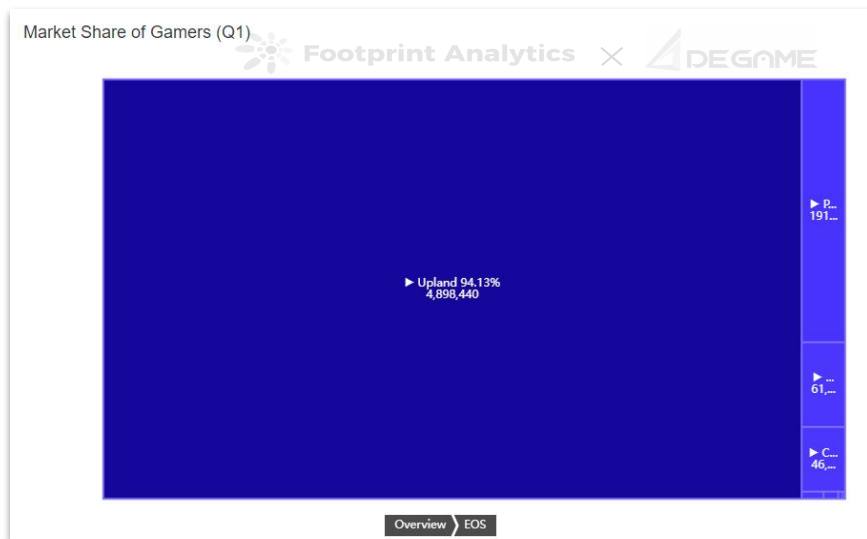 Market Share of Gamers (Q1)
Footprint Analytics × DEGAME
▶ P...
191...
▶ Upland 94.13%
4,898,440
▶ ...
61,...
▶ C...
46,...
Overview EOS